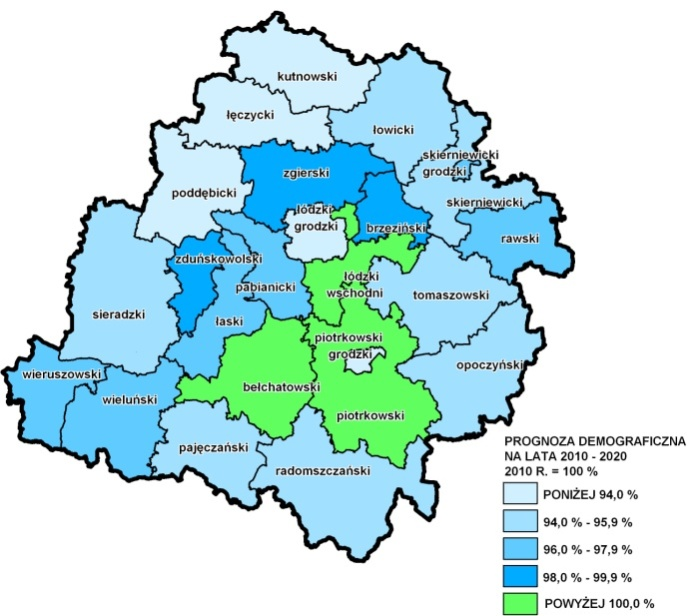 kutnowski
łęczycki
łowicki
skierniewicki
grodzki
zgierski
poddębicki
skierniewicki
łódzki
grodzki
brzeziński
rawski
zduńskowolski
łódzki
wschodni
pabianicki
tomaszowski
sieradzki
łaski
piotrkowski
grodzki
opoczyński
wieruszowski
bełchatowski
wieluński
piotrkowski
pajęczański
radomszczański
PROGNOZA DEMOGRAFICZNA
NA LATA 2010 - 2020
2010 R. = 100 %
PONIŻEJ 94,0 %
94,0 % - 95,9 %
96,0 % - 97,9 %
98,0 % - 99,9 %
POWYŻEJ 100,0 %